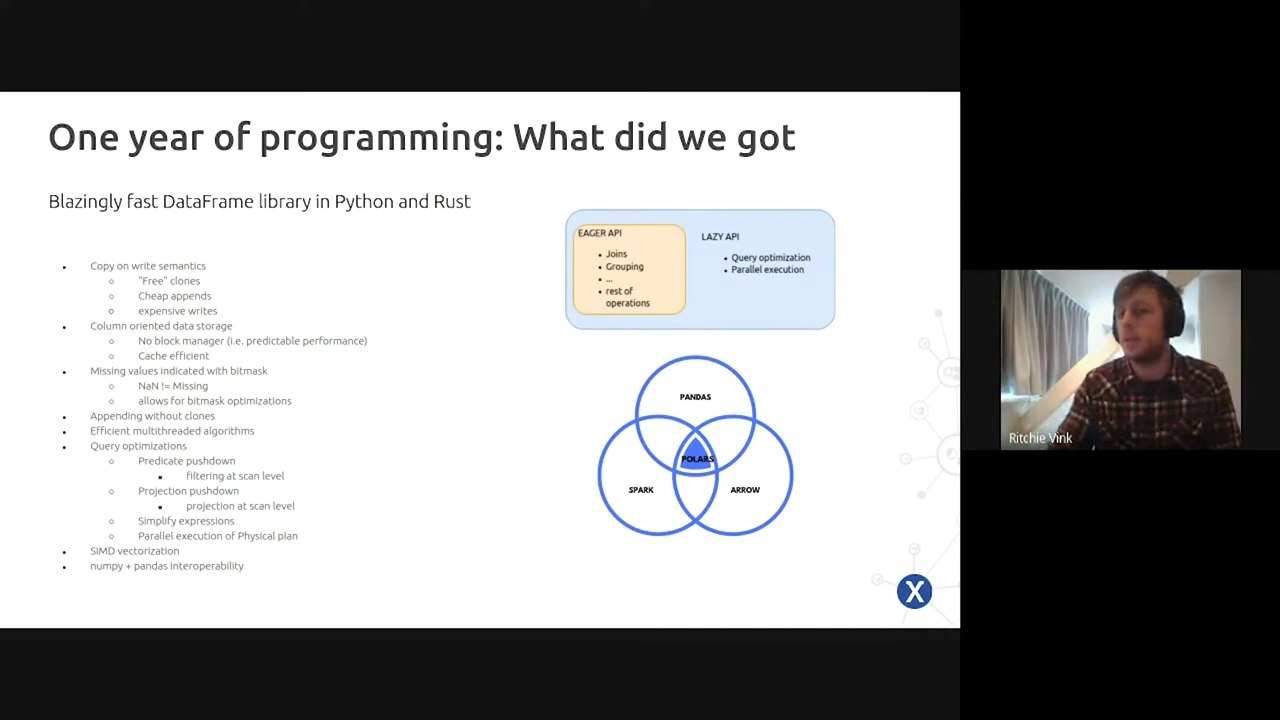 One year of programming: What did we got
Blazingly fast DataFrame library in Python and Rust
Copy on write semantics
"Free" clones
Cheap appends
expensive writes
Column oriented data storage
No block manager (i.e. predictable performance)
Cache efficient
Missing values indicated with bitmask
NaN != Missing
allows for bitmask optimizations
Appending without clones
Efficient multithreaded algorithms
Query optimizations
Predicate pushdown
filtering at scan level
Projection pushdown
projection at scan level
Simplify expressions
Parallel execution of Physical plan
SIMD vectorization
numpy + pandas interoperability
EAGER API
Joins
Grouping
...
rest of
operations
LAZY API
Query optimization
Parallel execution
PANDAS
POLARS
SPARK
ARROW
X
Ritchie Vink